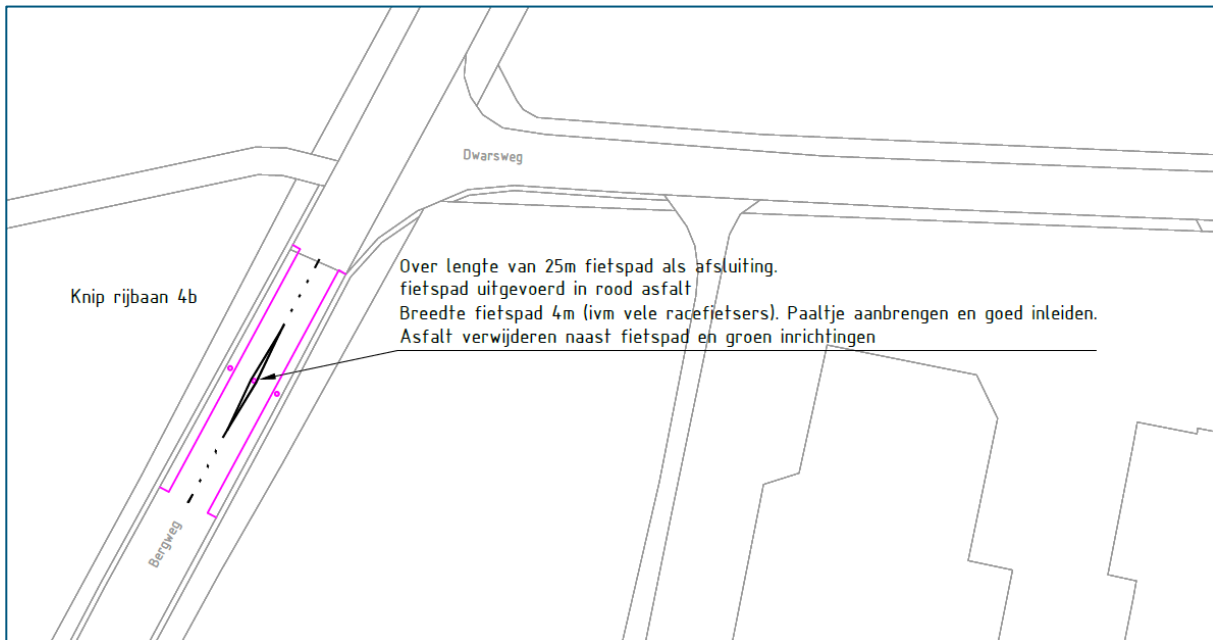 Dwarsweg
Over lengte van 25m fietspad als afsluiting.
fietspad uitgevoerd in rood asfalt
Breedte fietspad 4m (ivm vele racefietsers). Paaltje aanbrengen en goed inleiden.
Asfalt verwijderen naast fietspad en groen inrichtingen
Knip rijbaan 4b
Bergweg